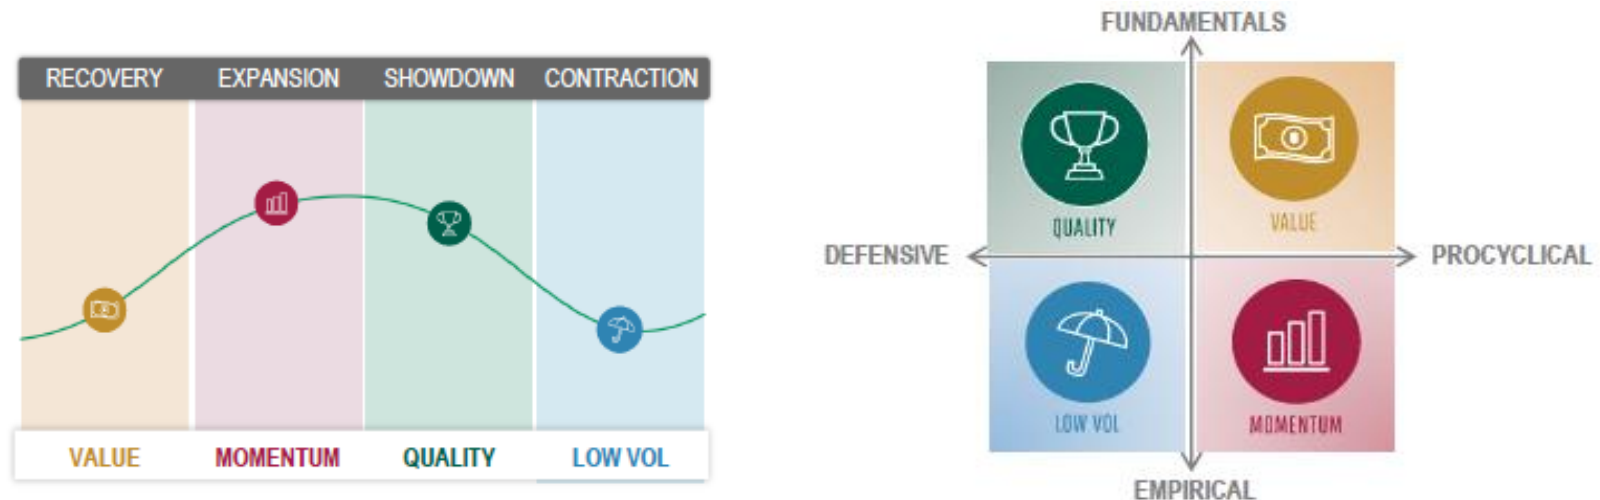 RECOVERY EXPANSION SHOWDOWN CONTRACTION
VALUE MOMENTUM QUALITY LOW VOL
FUNDAMENTALS
QUALITY VALUE
DEFENSIVE PROCYCLICAL
LOW VOL MOMENTUM
EMPIRICAL